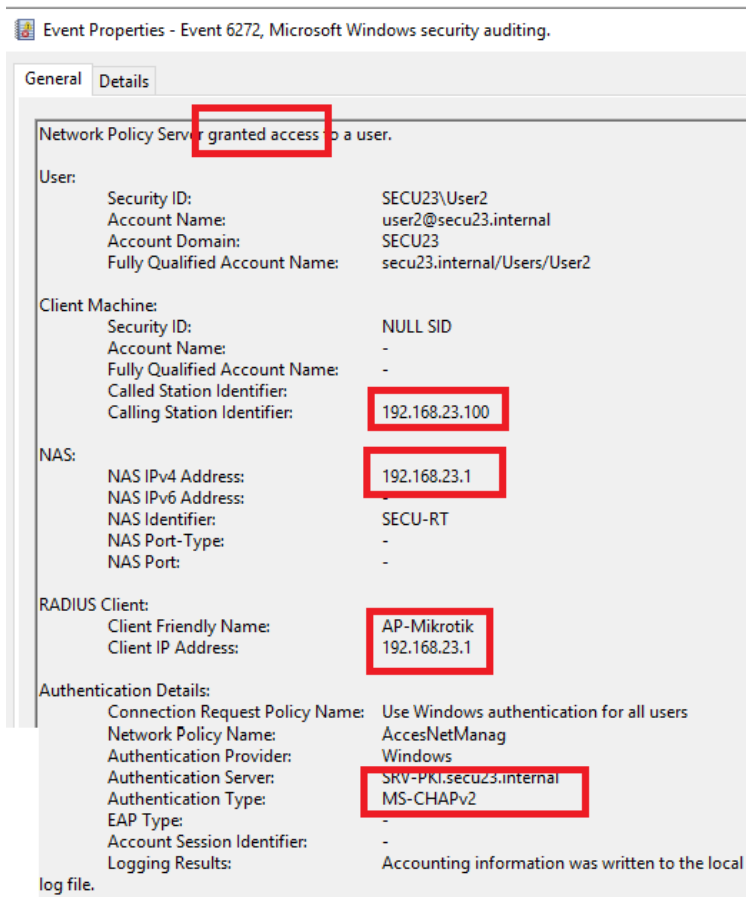 Event Properties - Event 6272, Microsoft Windows security auditing.
General Details
Network Policy Server granted access to a user.
User:
Security ID: SECU23\User2
Account Name: user2@secu23.internal
Account Domain: SECU23
Fully Qualified Account Name: secu23.internal/Users/User2
Client Machine:
Security ID: NULL SID
Account Name: -
Fully Qualified Account Name: -
Called Station Identifier:
Calling Station Identifier: 192.168.23.100
NAS:
NAS IPv4 Address: 192.168.23.1
NAS IPv6 Address: -
NAS Identifier: SECU-RT
NAS Port-Type: -
NAS Port: -
RADIUS Client:
Client Friendly Name: AP-Mikrotik
Client IP Address: 192.168.23.1
Authentication Details:
Connection Request Policy Name: Use Windows authentication for all users
Network Policy Name: AccesNetManag
Authentication Provider: Windows
Authentication Server: SRV-PKI.secu23.internal
Authentication Type: MS-CHAPv2
EAP Type: -
Account Session Identifier: -
Logging Results: Accounting information was written to the local
log file.